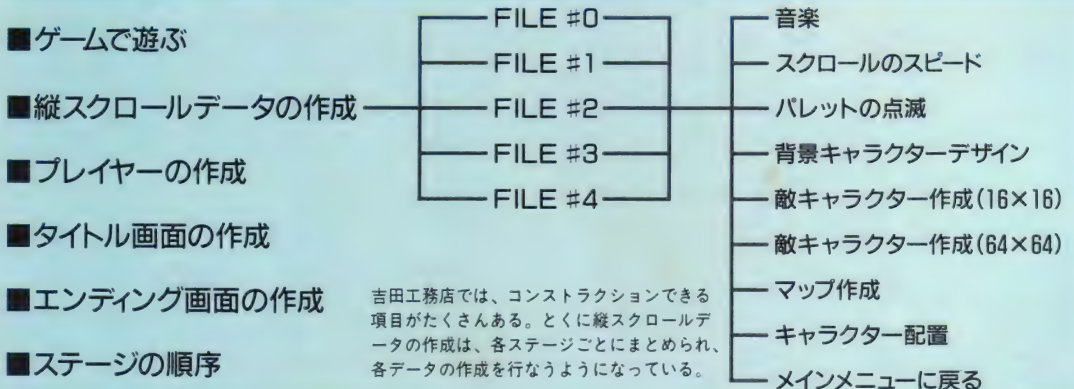 ■ゲームで遊ぶ
■縦スクロールデータの作成
■プレイヤーの作成
■タイトル画面の作成
■エンディング画面の作成
■ステージの順序
FILE #0
FILE #1
FILE #2
FILE #3
FILE #4
音楽
スクロールのスピード
パレットの点滅
背景キャラクターデザイン
敵キャラクター作成(16×16)
敵キャラクター作成(64×64)
マップ作成
キャラクター配置
メインメニューに戻る
吉田工務店では、コンストラクションできる
項目がたくさんある。とくに縦スクロールデ
ータの作成は、各ステージごとにまとめられ、
各データの作成を行なうようになっている。